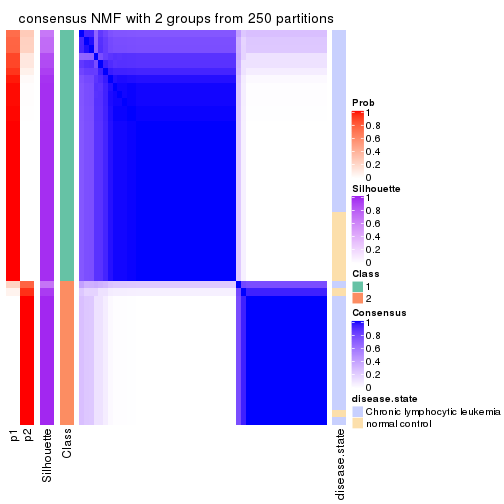 consensus NMF with 2 groups from 250 partitions
Prob
1
0.8
0.6
0.4
0.2
0
Silhouette
1
0.8
0.6
0.4
0.2
0
Class
1
2
Consensus
1
0.8
0.6
0.4
0.2
0
disease.state
Chronic lymphocytic leukemia
normal control
p1
p2
Silhouette
Class
disease.state